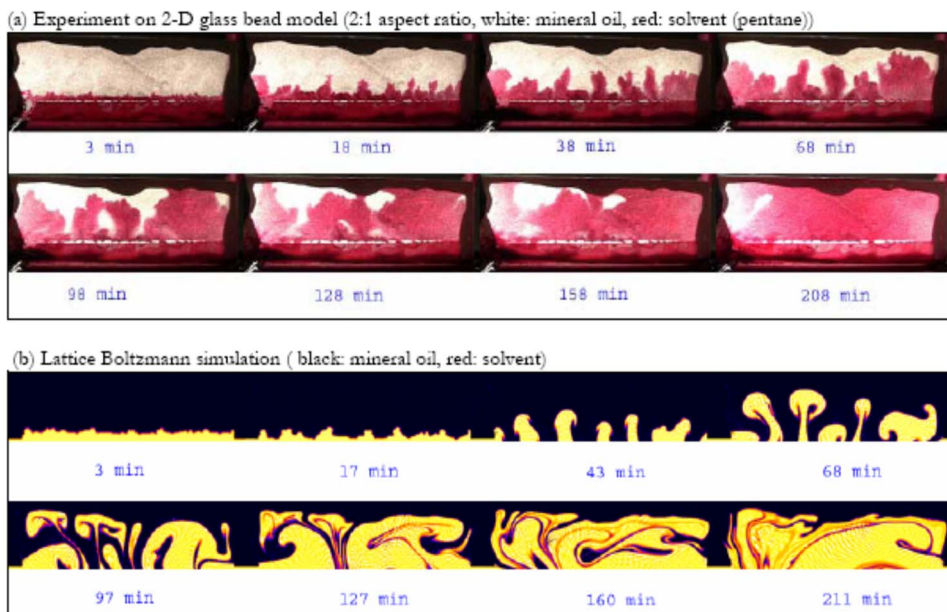 (a) Experiment on 2-D glass bead model (2:1 aspect ratio, white: mineral oil, red: solvent (pentane))
3 min 18 min 38 min 68 min
98 min 128 min 158 min 208 min
(b) Lattice Boltzmann simulation ( black: mineral oil, red: solvent)
3 min 17 min 43 min 68 min
97 min 127 min 160 min 211 min